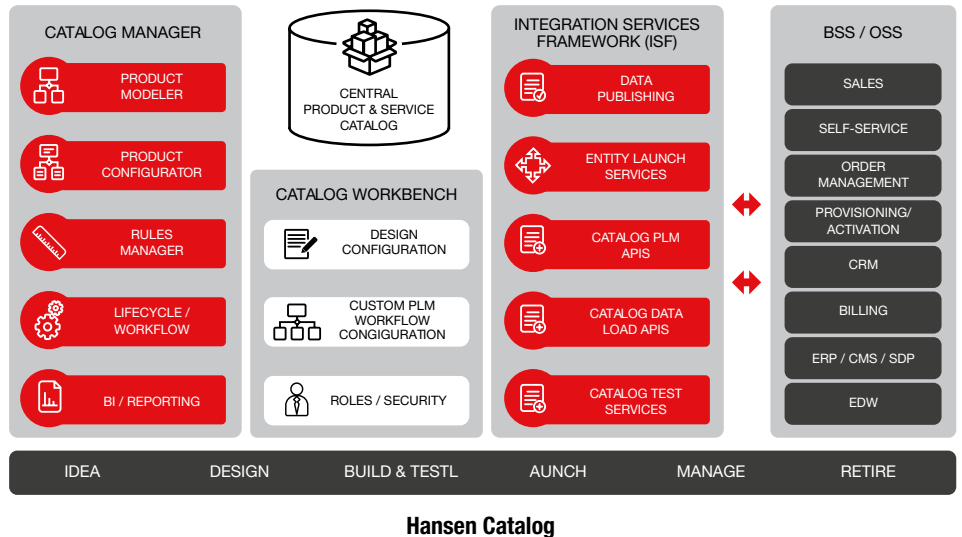 CATALOG MANAGER
PRODUCT
MODELER
PRODUCT
CONFIGURATOR
RULES
MANAGER
LIFECYCLE /
WORKFLOW
BI / REPORTING
CENTRAL
PRODUCT & SERVICE
CATALOG
CATALOG WORKBENCH
DESIGN
CONFIGURATION
CUSTOM PLM
WORKFLOW
CONGIGURATION
ROLES / SECURITY
INTEGRATION SERVICES
FRAMEWORK (ISF)
DATA
PUBLISHING
ENTITY LAUNCH
SERVICES
CATALOG PLM
APIS
CATALOG DATA
LOAD APIS
CATALOG TEST
SERVICES
BSS / OSS
SALES
SELF-SERVICE
ORDER
MANAGEMENT
PROVISIONING/
ACTIVATION
CRM
BILLING
ERP / CMS / SDP
EDW
IDEA DESIGN BUILD & TESTL AUNCH MANAGE RETIRE
Hansen Catalog